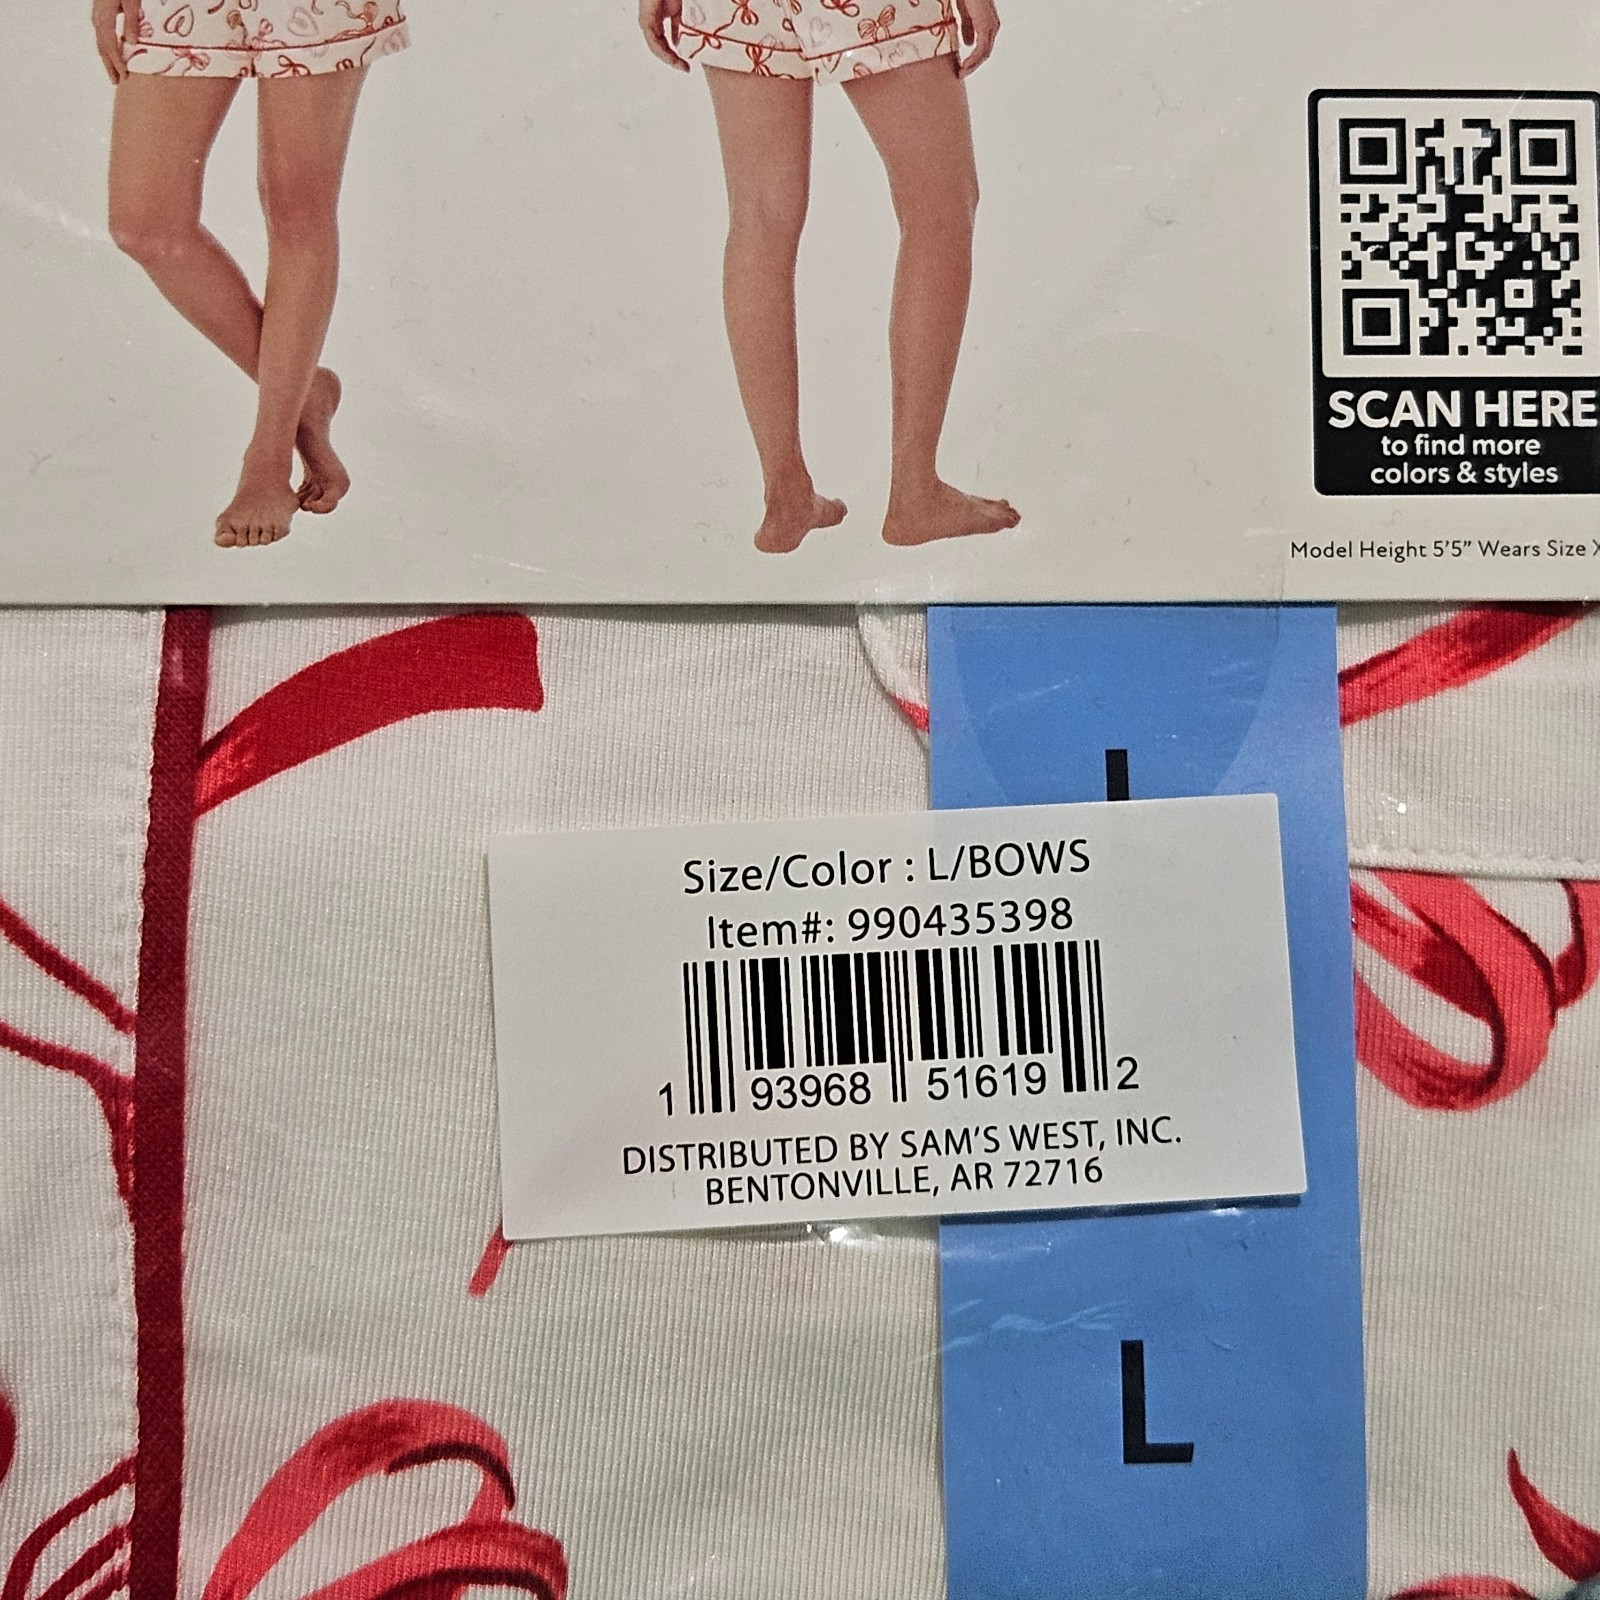 SCAN HERE
to find more
colors & styles
Model Height 5'5" Wears Size
Size/Color : L/BOWS
Item#: 990435398
1 93968 51619 2
DISTRIBUTED BY SAM'S WEST, INC.
BENTONVILLE, AR 72716
L